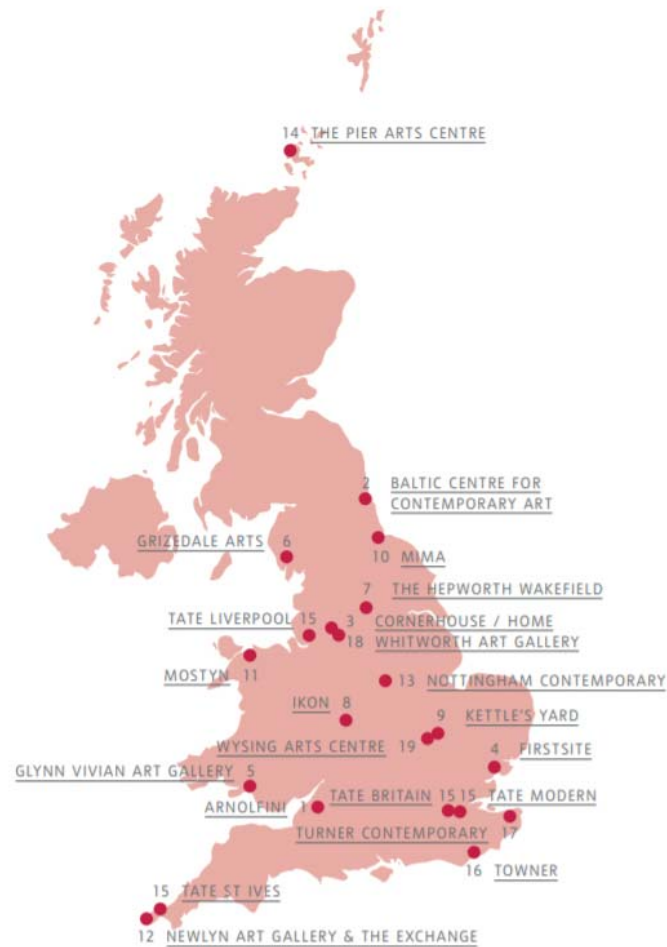 14 THE PIER ARTS CENTRE
2 BALTIC CENTRE FOR
CONTEMPORARY ART
GRIZEDALE ARTS 6
10 MIMA
7 THE HEPWORTH WAKEFIELD
TATE LIVERPOOL 15
3 CORNERHOUSE / HOME
18 WHITWORTH ART GALLERY
MOSTYN 11
13 NOTTINGHAM CONTEMPORARY
IKON 8
9 KETTLE'S YARD
WYSING ARTS CENTRE 19
4 FIRSTSITE
GLYNN VIVIAN ART GALLERY 5
ARNOLFINI 1
TATE BRITAIN 15
15 TATE MODERN
TURNER CONTEMPORARY 17
16 TOWNER
15 TATE ST IVES
12 NEWLYN ART GALLERY & THE EXCHANGE